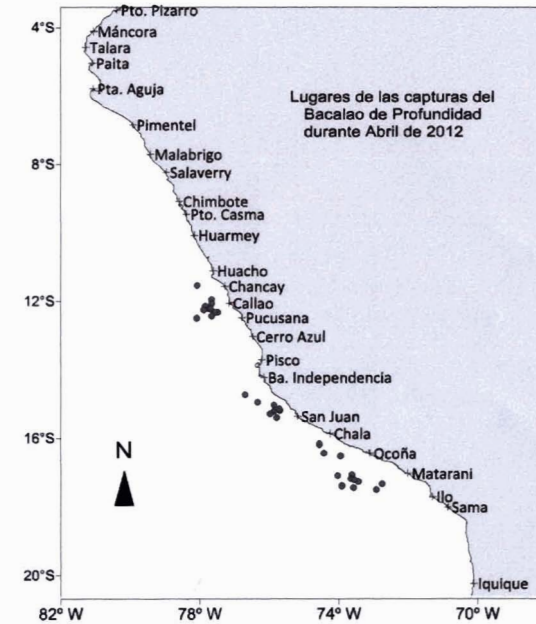 4°S
Pto. Pizarro
Máncora
Talara
Paita
Pta. Aguja
Lugares de las capturas del
Bacalao de Profundidad
durante Abril de 2012
Pimentel
8°S
Malabrigo
Salaverry
Chimbote
Pto. Casma
Huarmey
Huacho
Chancay
12°S
Callao
Pucusana
Cerro Azul
Pisco
Ba. Independencia
San Juan
Chala
16°S
Ocoña
N
Matarani
Ilo
Sama
20°S
Iquique
82° W
78° W
74° W
70° W